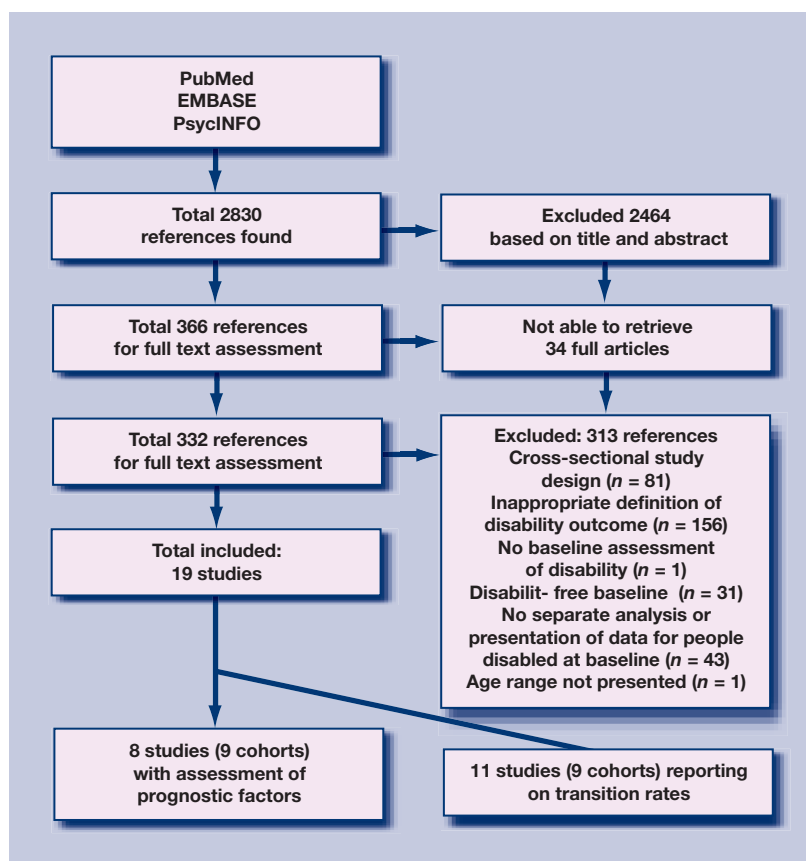 PubMed
EMBASE
PsycINFO
Total 2830
references found
Excluded 2464
based on title and abstract
Total 366 references
for full text assessment
Not able to retrieve
34 full articles
Total 332 references
for full text assessment
Excluded: 313 references
Cross-sectional study
design (n = 81)
Inappropriate definition of
disability outcome (n = 156)
No baseline assessment
of disability (n = 1)
Disabilit- free baseline (n = 31)
No separate analysis or
presentation of data for people
disabled at baseline (n = 43)
Age range not presented (n = 1)
Total included:
19 studies
8 studies (9 cohorts)
with assessment of
prognostic factors
11 studies (9 cohorts) reporting
on transition rates